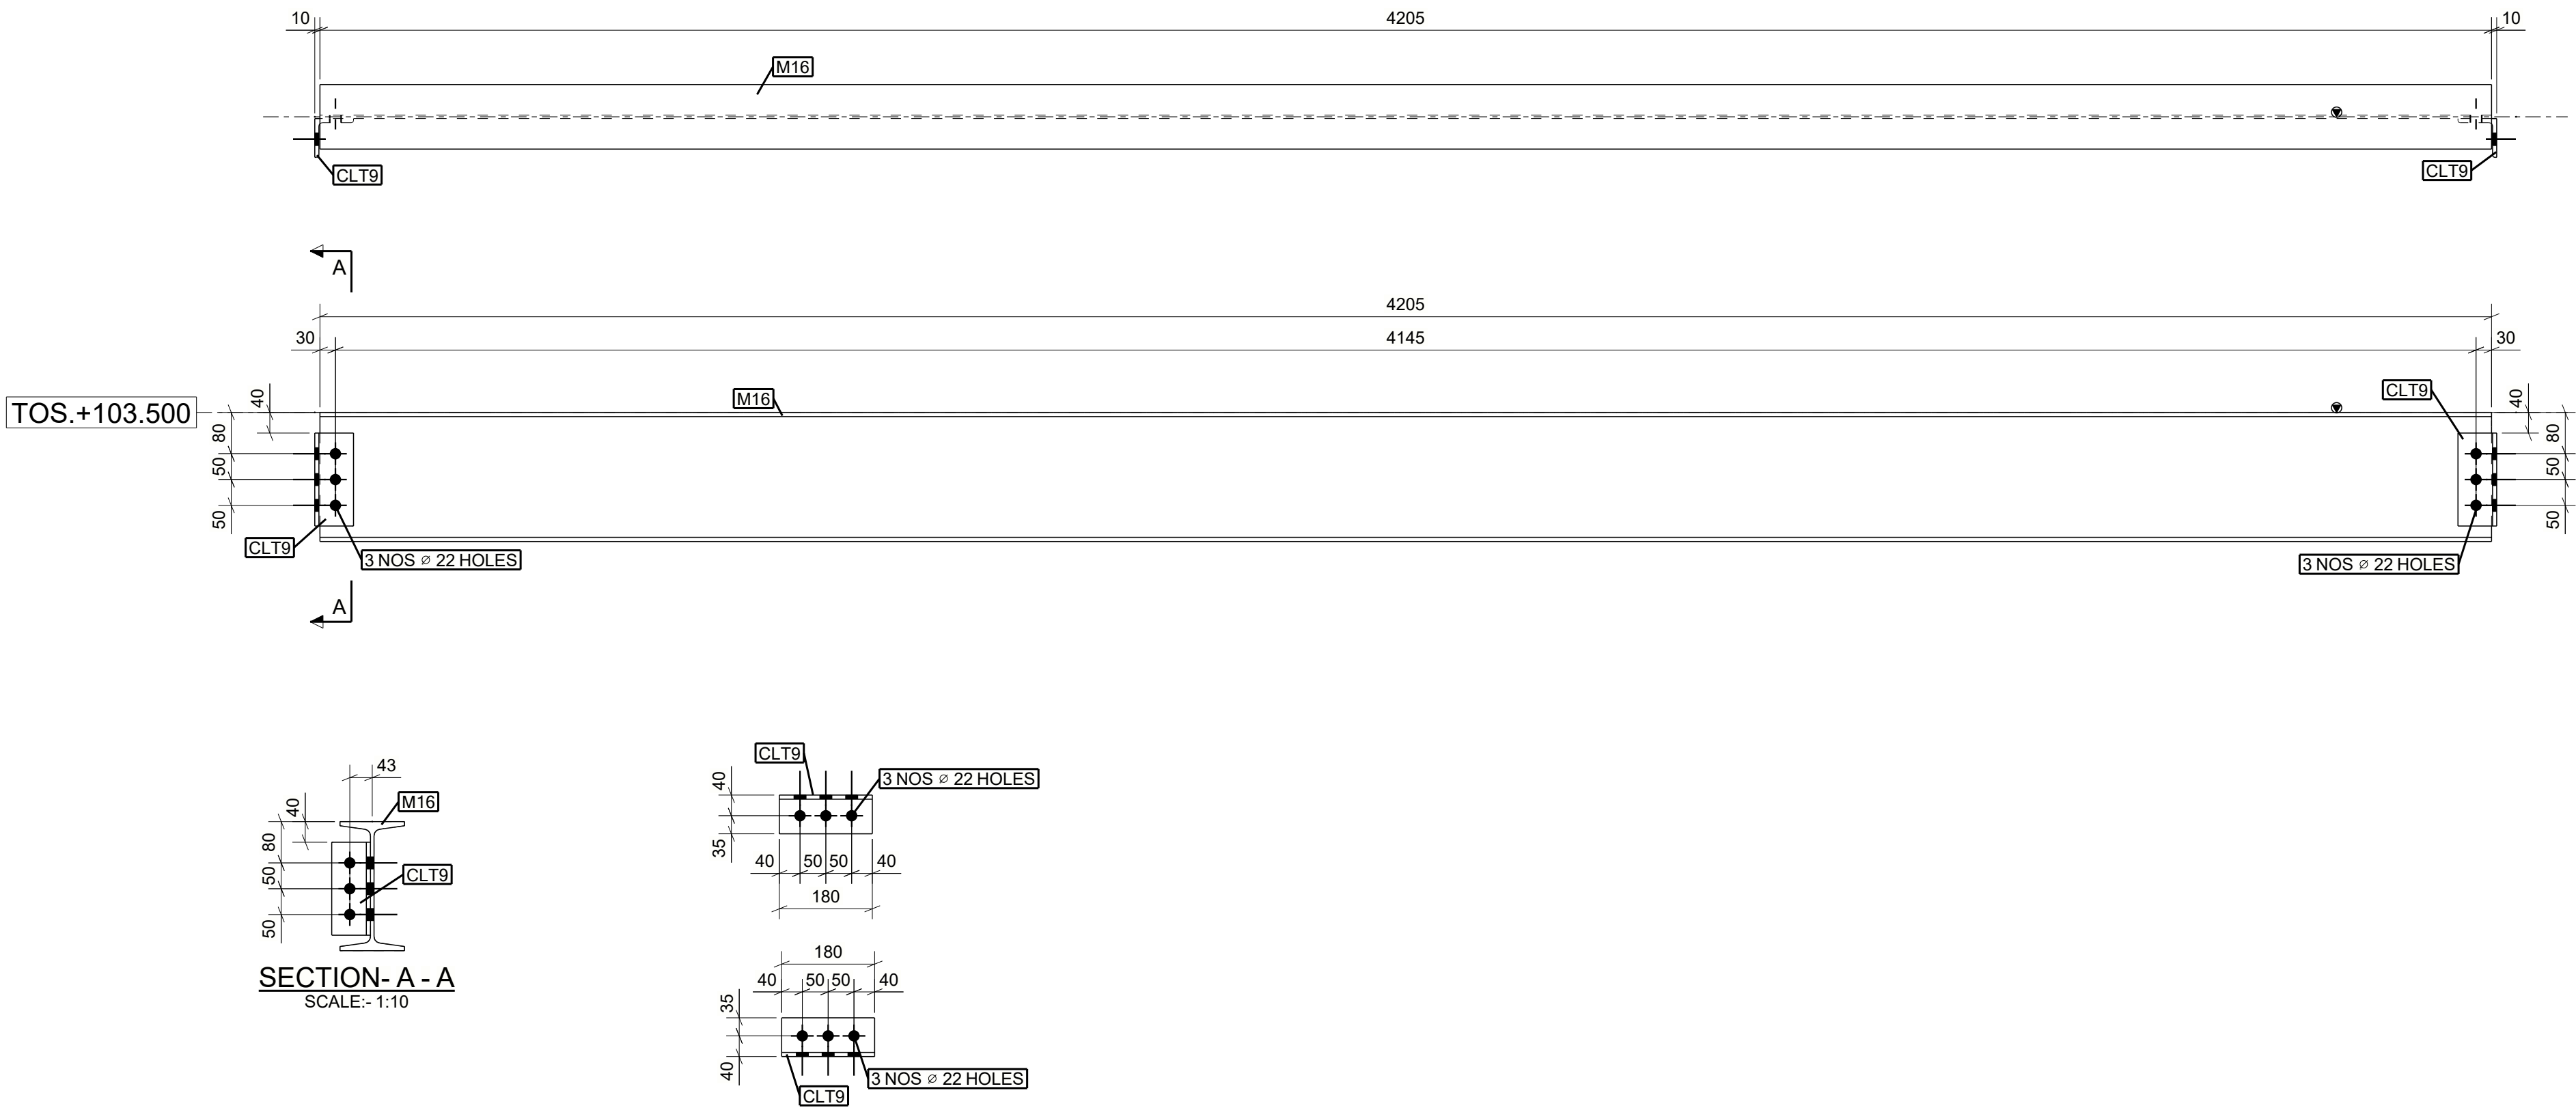 10
4205
10
M16
CLT9
CLT9
A
4205
30
4145
30
TOS.+103.500
40
80
50
50
M16
CLT9
40
80
50
50
CLT9
3 NOS ⌀ 22 HOLES
3 NOS ⌀ 22 HOLES
A
43
40
80
50
50
M16
CLT9
SECTION- A - A
SCALE:- 1:10
CLT9
3 NOS ⌀ 22 HOLES
40
35
40 50 50 40
180
180
40 50 50 40
35
40
3 NOS ⌀ 22 HOLES
CLT9